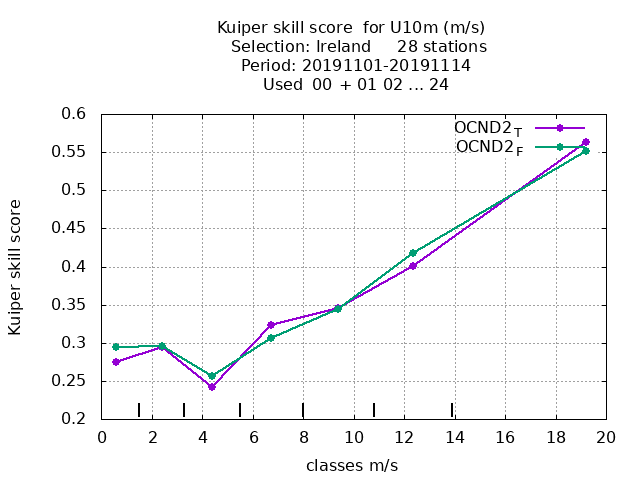 Kuiper skill score  for U10m (m/s)
Selection: Ireland     28 stations
Period: 20191101-20191114
Used  00 + 01 02 ... 24
OCND2T
OCND2F
0.6
0.55
0.5
0.45
0.4
0.35
0.3
0.25
0.2
Kuiper skill score
0 2 4 6 8 10 12 14 16 18 20
classes m/s